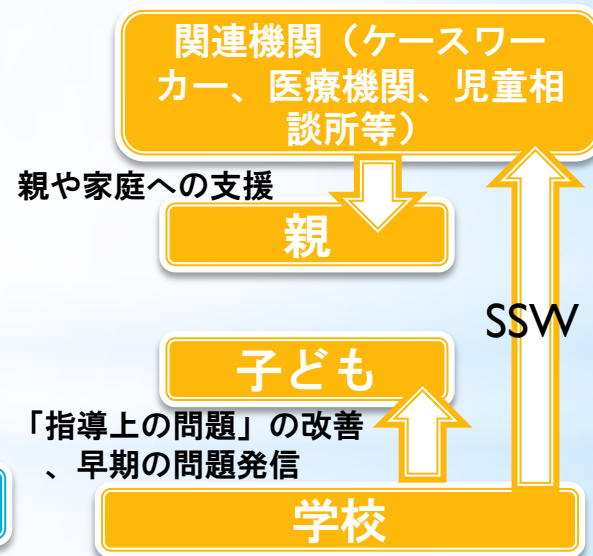 関連機関（ケースワー
カー、医療機関、児童相
談所等）
親や家庭への支援
親
SSW
子ども
「指導上の問題」の改善
、早期の問題発信
学校